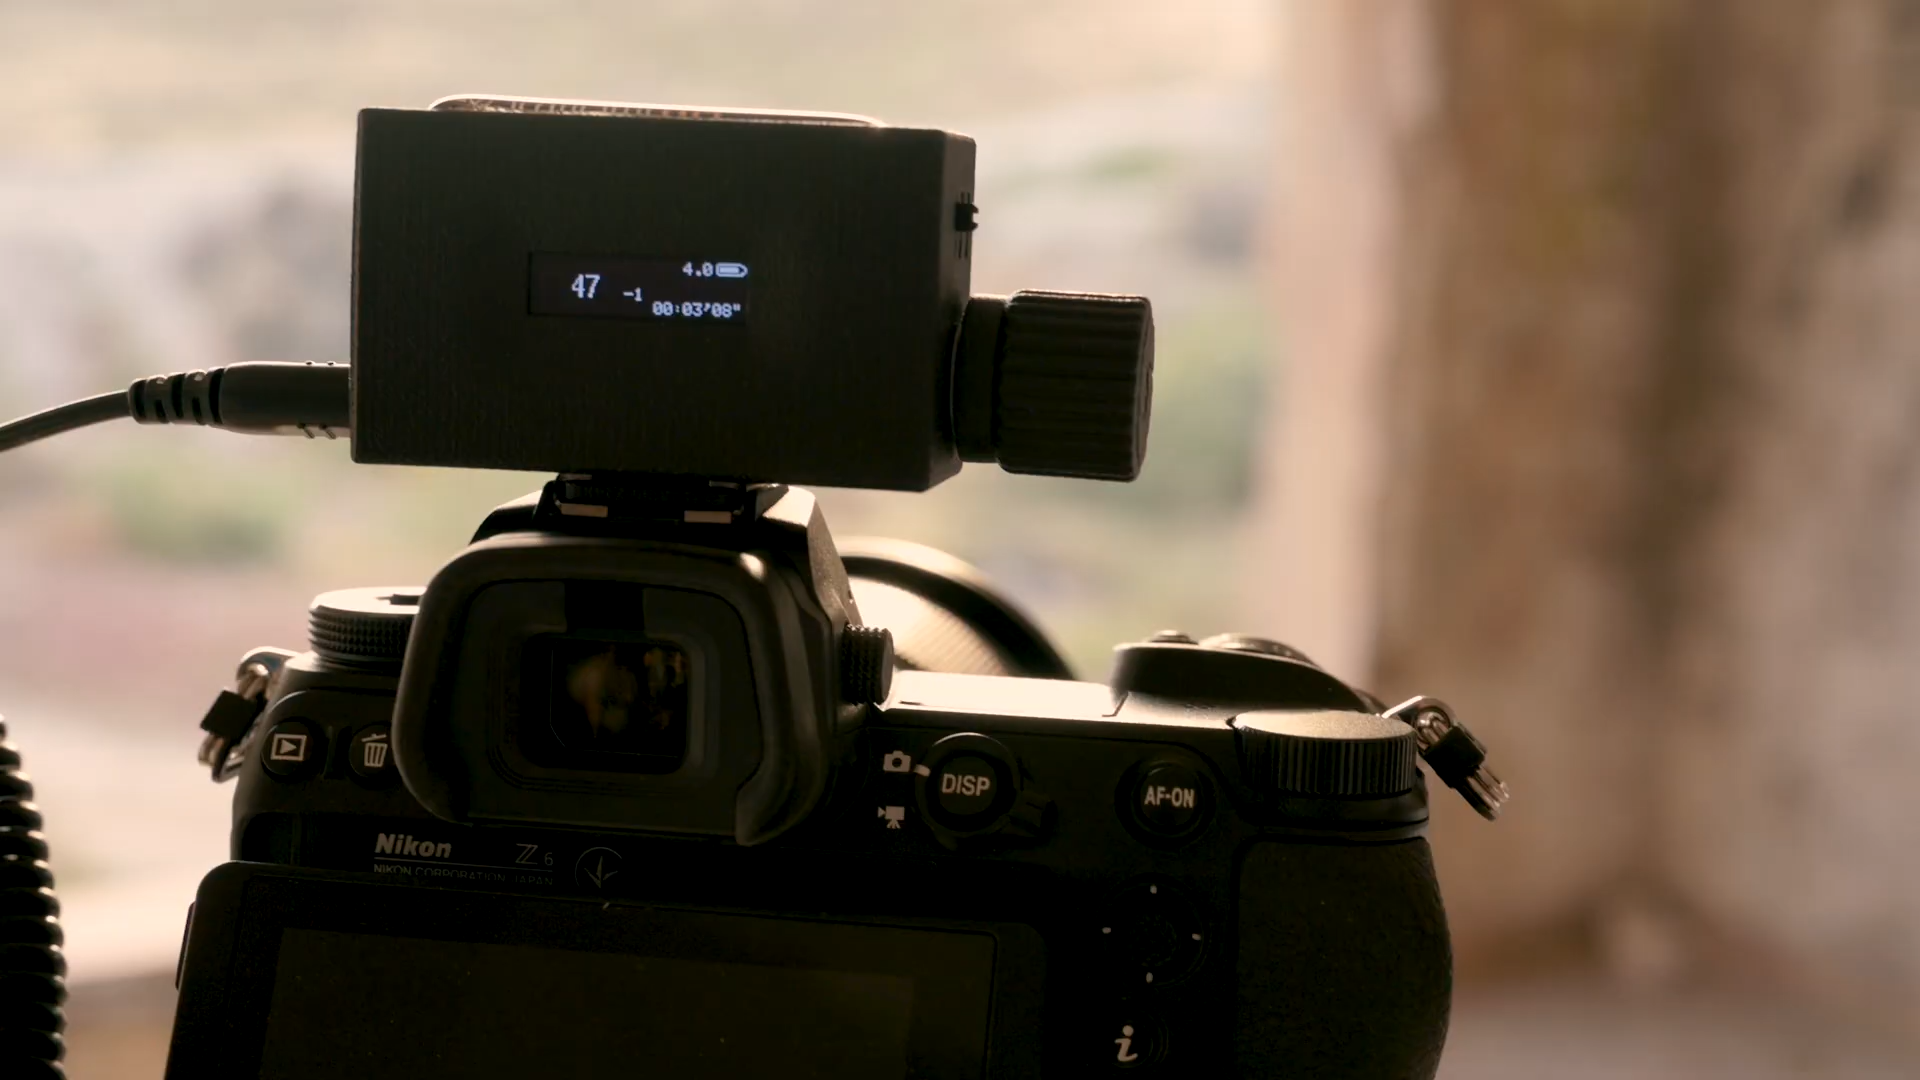 4.0
47 -1
00:03'08"
DISP
AF-ON
Nikon Z 6
NIKON CORPORATION JAPAN
i